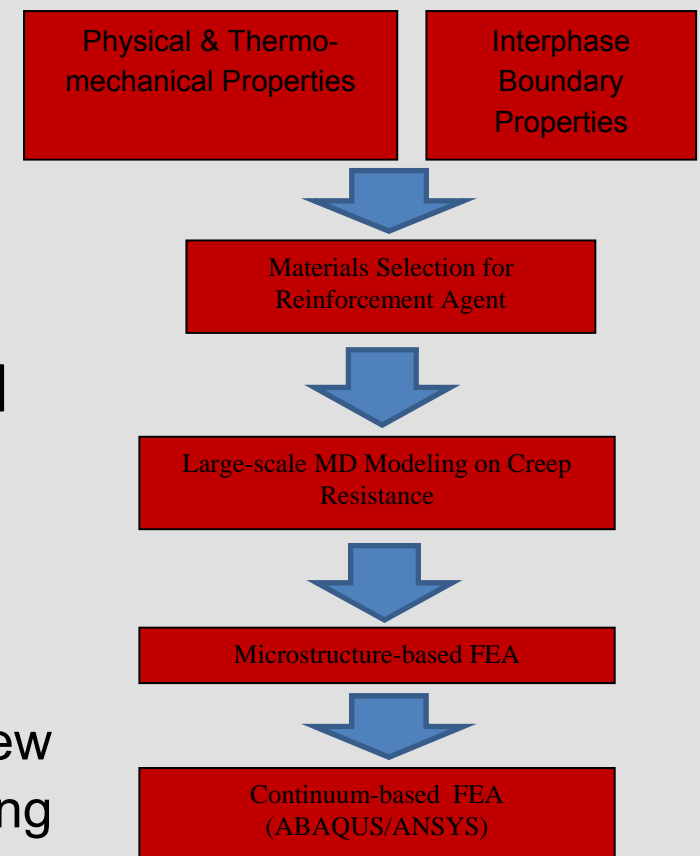 Physical & Thermo-
mechanical Properties
Interphase
Boundary
Properties
Materials Selection for
Reinforcement Agent
Large-scale MD Modeling on Creep
Resistance
Microstructure-based FEA
ew
ng
Continuum-based FEA
(ABAQUS/ANSYS)